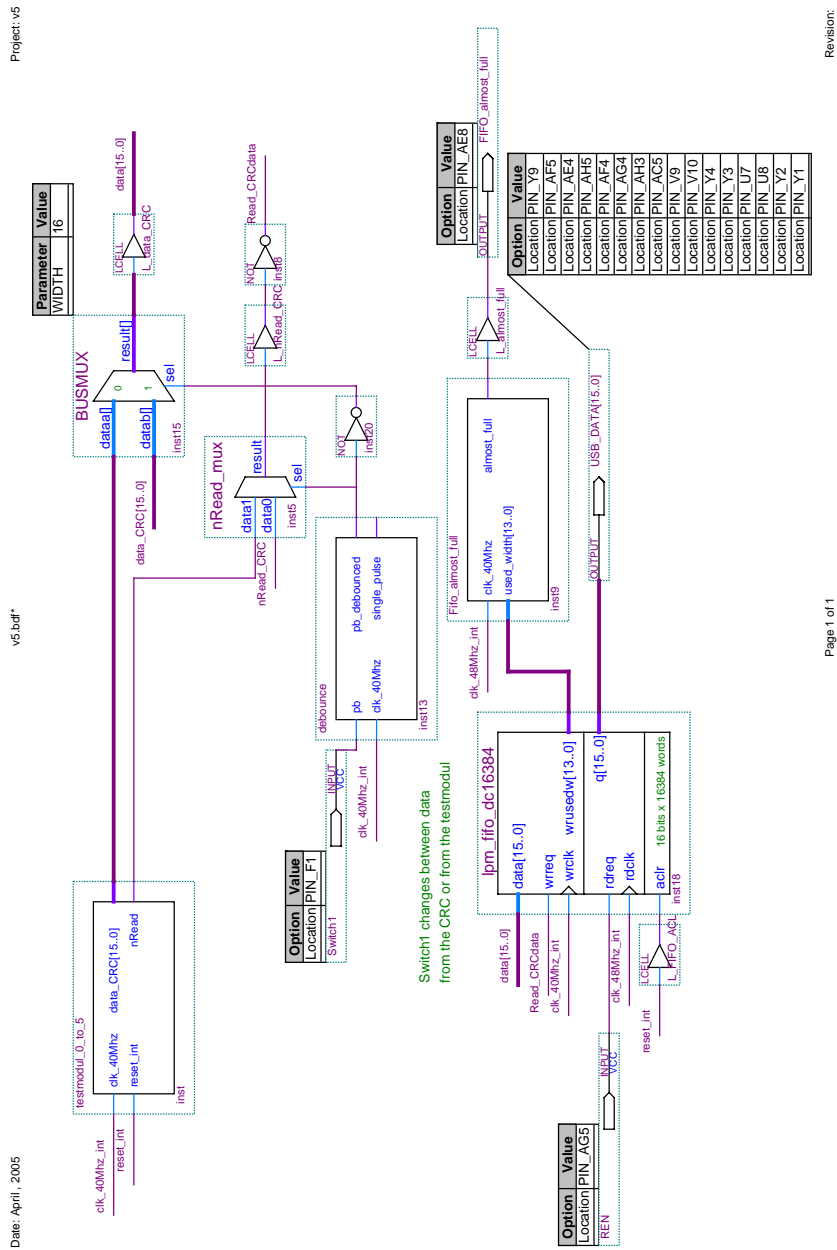 Date: April , 2005
v5.bdf*
Project: v5
testmodul_0_to_5
clk_40Mhz
data_CRC[15..0]
reset_int
nRead
inst
clk_40Mhz_int
reset_int
Parameter
Value
WIDTH
16
BUSMUX
dataa[]
0
result[]
datab[]
1
sel
inst15
data_CRC[15..0]
LCELL
L_data_CRC
data[15..0]
nRead_mux
data1
result
data0
sel
inst5
nRead_CRC
LCELL
L_nRead_CRC
NOT
inst8
Read_CRCdata
NOT
inst20
Option
Value
Location
PIN_F1
Switch1
INPUT
VCC
debounce
pb
pb_debounced
clk_40Mhz
single_pulse
inst13
clk_40Mhz_int
Switch1 changes between data
from the CRC or from the testmodul
lpm_fifo_dc16384
data[15..0]
wrreq
wrclk
wrusedw[13..0]
rdreq
q[15..0]
rdclk
aclr
16 bits x 16384 words
inst18
data[15..0]
Read_CRCdata
clk_40Mhz_int
clk_48Mhz_int
reset_int
LCELL
L_FIFO_ACL
Option
Value
Location
PIN_AG5
REN
INPUT
VCC
Fifo_almost_full
clk_40Mhz
almost_full
used_width[13..0]
inst9
clk_48Mhz_int
LCELL
L_almost_full
Option
Value
Location
PIN_AE8
OUTPUT
FIFO_almost_full
OUTPUT
USB_DATA[15..0]
Option
Value
Location
PIN_Y9
Location
PIN_AF5
Location
PIN_AE4
Location
PIN_AH5
Location
PIN_AF4
Location
PIN_AG4
Location
PIN_AH3
Location
PIN_AC5
Location
PIN_V9
Location
PIN_V10
Location
PIN_Y4
Location
PIN_Y3
Location
PIN_U7
Location
PIN_U8
Location
PIN_Y2
Location
PIN_Y1
Page 1 of 1
Revision: